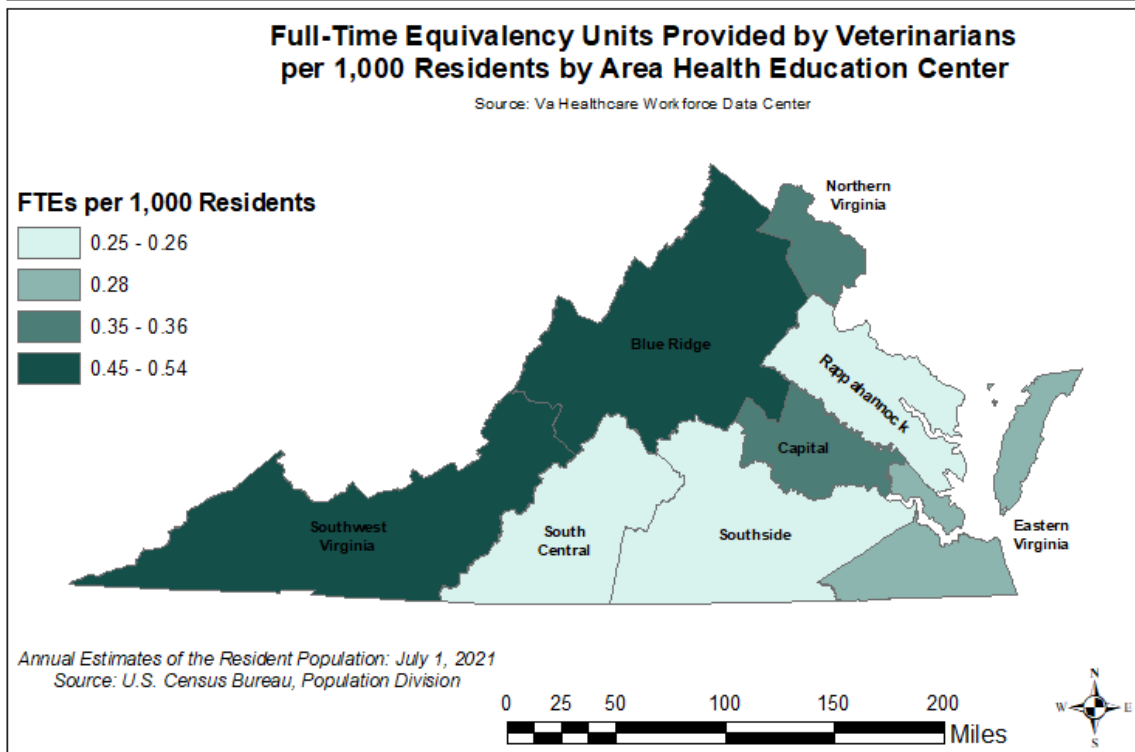 Full-Time Equivalency Units Provided by Veterinarians
per 1,000 Residents by Area Health Education Center
Source: Va Healthcare Workforce Data Center
FTEs per 1,000 Residents
0.25 - 0.26
0.28
0.35 - 0.36
0.45 - 0.54
Northern
Virginia
Blue Ridge
Rappahannock
Capital
Southwest
Virginia
South
Central
Southside
Eastern
Virginia
Annual Estimates of the Resident Population: July 1, 2021
Source: U.S. Census Bureau, Population Division
0 25 50 100 150 200
Miles
N
W E
S